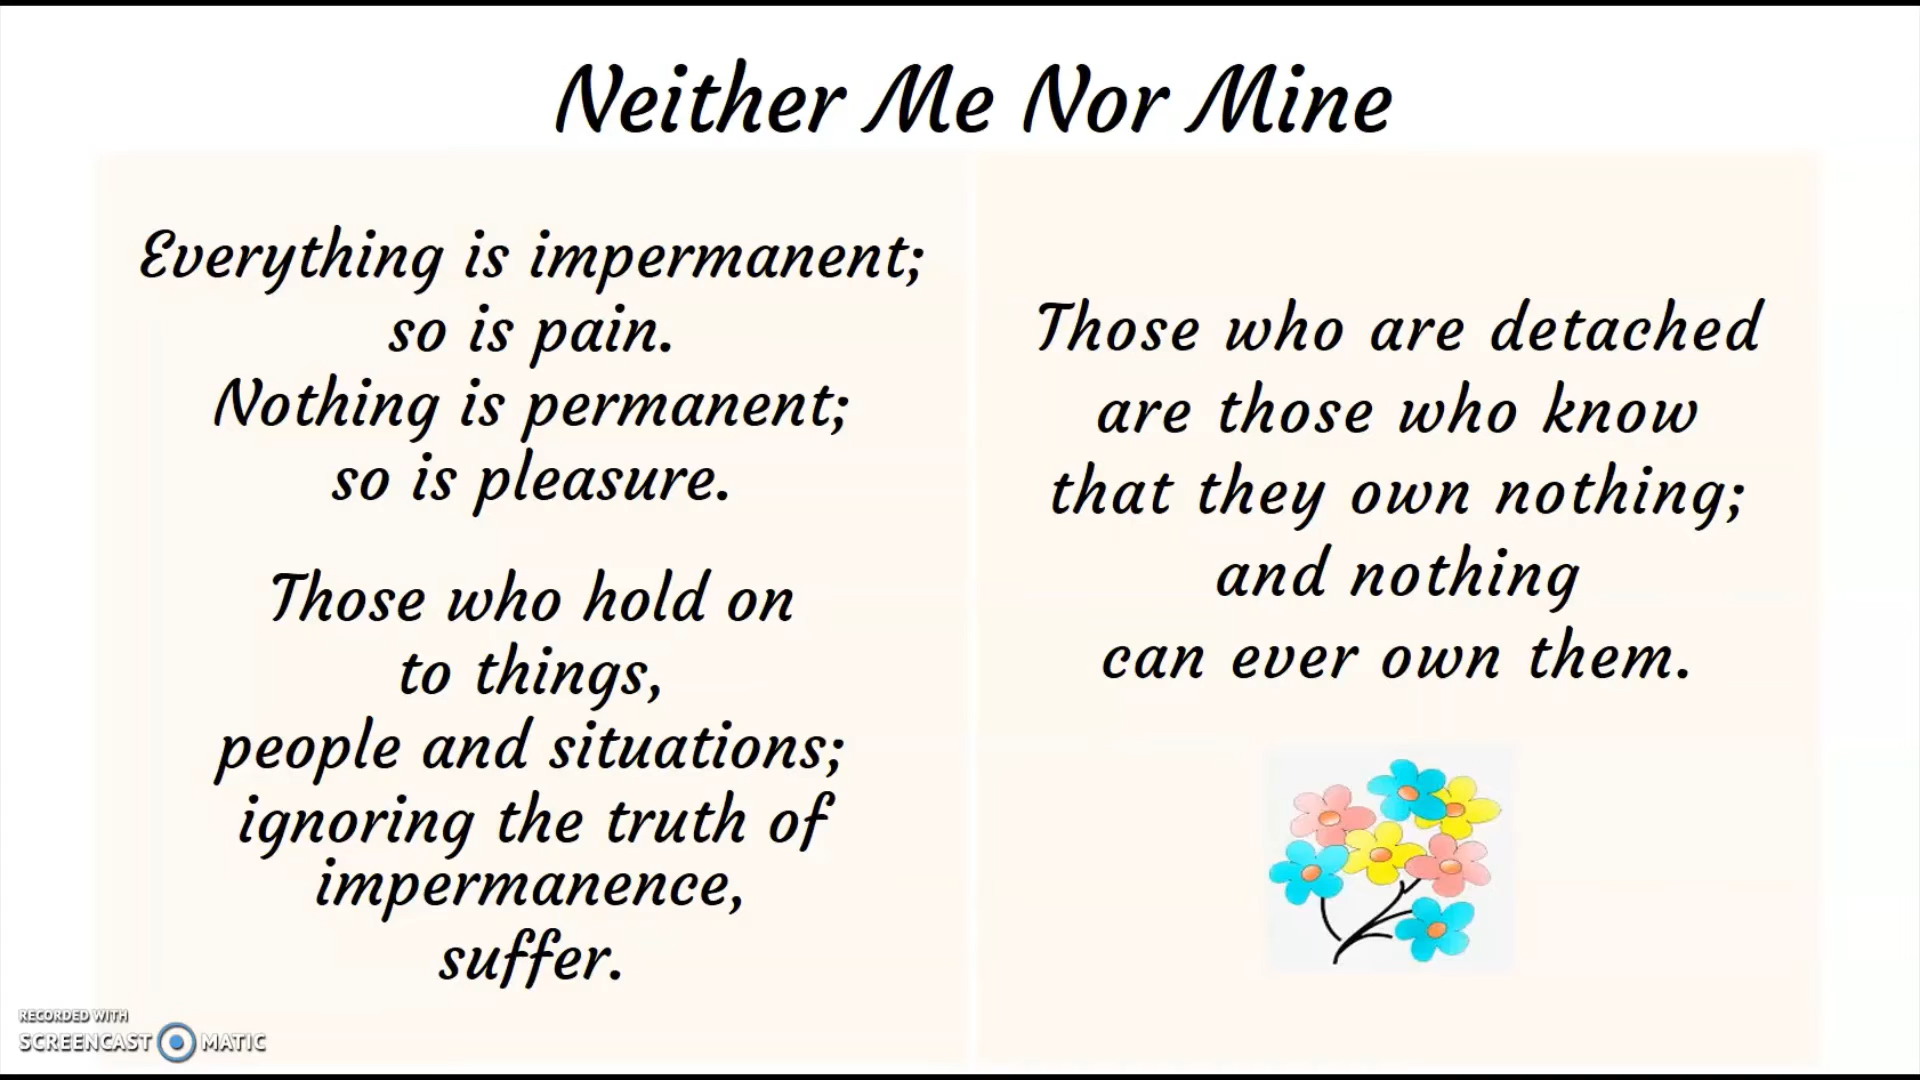 Neither Me Nor Mine
Everything is impermanent;
so is pain.
Nothing is permanent;
so is pleasure.
Those who hold on
to things,
people and situations;
ignoring the truth of
impermanence,
suffer.
Those who are detached
are those who know
that they own nothing;
and nothing
can ever own them.
RECORDED WITH
SCREENCAST MATIC